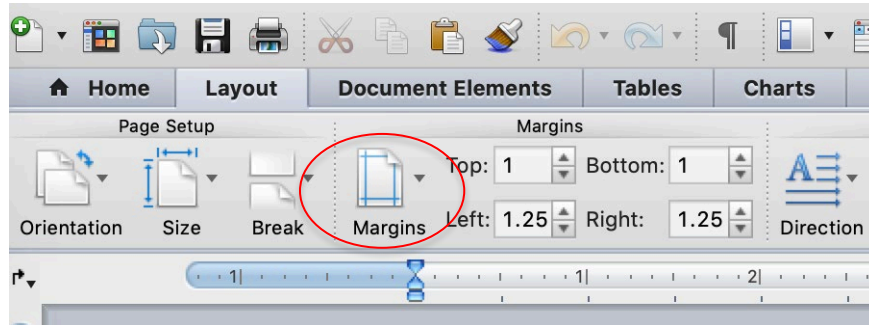 Home Layout Document Elements Tables Charts
Page Setup Margins
Top: 1 Bottom: 1
Orientation Size Break Margins Left: 1.25 Right: 1.25 Direction
1 1 2